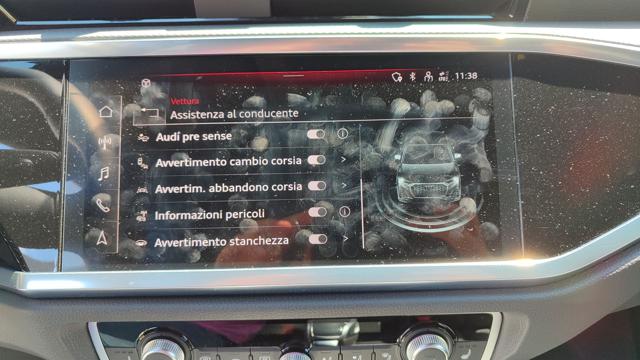 11:38
Vettura
Assistenza al conducente
Audi pre sense
Avvertimento cambio corsia
Avvertim. abbandono corsia
Informazioni pericoli
Avvertimento stanchezza